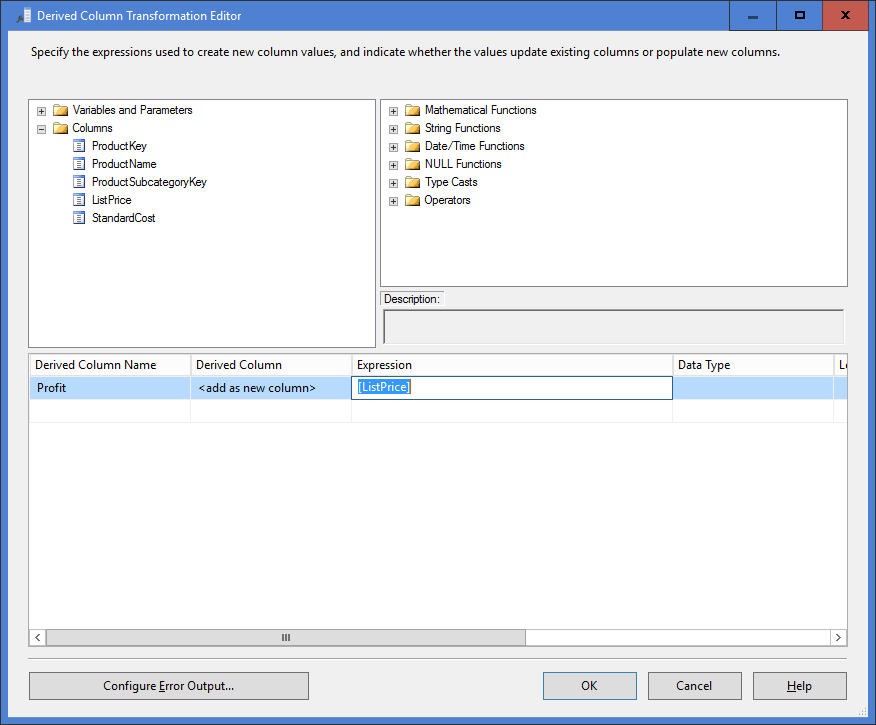 Derived Column Transformation Editor
Specify the expressions used to create new column values, and indicate whether the values update existing columns or populate new columns.
Variables and Parameters
Columns
ProductKey
ProductName
ProductSubcategoryKey
ListPrice
StandardCost
Mathematical Functions
String Functions
Date/Time Functions
NULL Functions
Type Casts
Operators
Description:
Derived Column Name Derived Column Expression Data Type Le
Profit <add as new column> [ListPrice]
Configure Error Output... OK Cancel Help